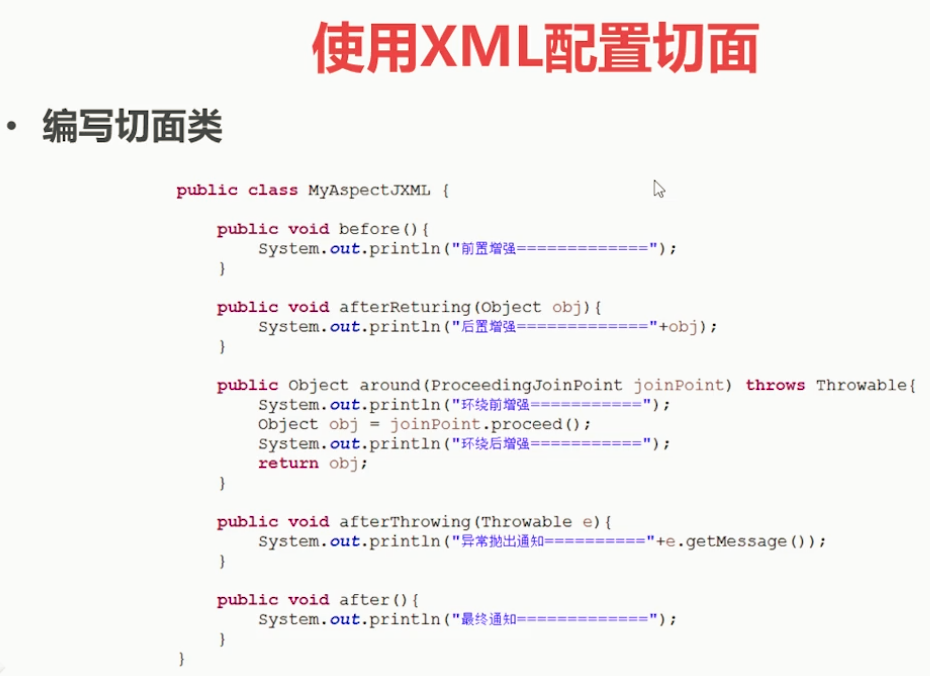 使用XML配置切面
• 编写切面类
public class MyAspectJXML {
public void before(){
System.out.println("前置增强=============");
}
public void afterReturing(Object obj){
System.out.println("后置增强============="+obj);
}
public Object around(ProceedingJoinPoint joinPoint) throws Throwable{
System.out.println("环绕前增强===========");
Object obj = joinPoint.proceed();
System.out.println("环绕后增强===========");
return obj;
}
public void afterThrowing(Throwable e){
System.out.println("异常抛出通知=========="+e.getMessage());
}
public void after(){
System.out.println("最终通知=============");
}
}